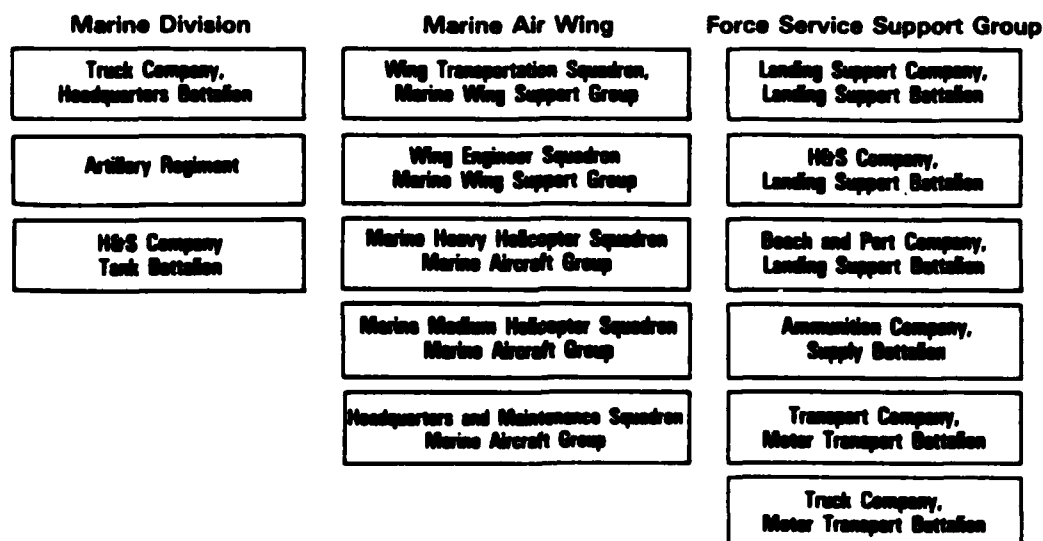 Marine Division
Truck Company,
Headquarters Battalion
Artillery Regiment
H&S Company
Tank Battalion
Marine Air Wing
Wing Transportation Squadron,
Marine Wing Support Group
Wing Engineer Squadron
Marine Wing Support Group
Marine Heavy Helicopter Squadron
Marine Aircraft Group
Marine Medium Helicopter Squadron
Marine Aircraft Group
Headquarters and Maintenance Squadron
Marine Aircraft Group
Force Service Support Group
Landing Support Company,
Landing Support Battalion
H&S Company,
Landing Support Battalion
Beach and Port Company,
Landing Support Battalion
Ammunition Company,
Supply Battalion
Transport Company,
Motor Transport Battalion
Truck Company,
Motor Transport Battalion